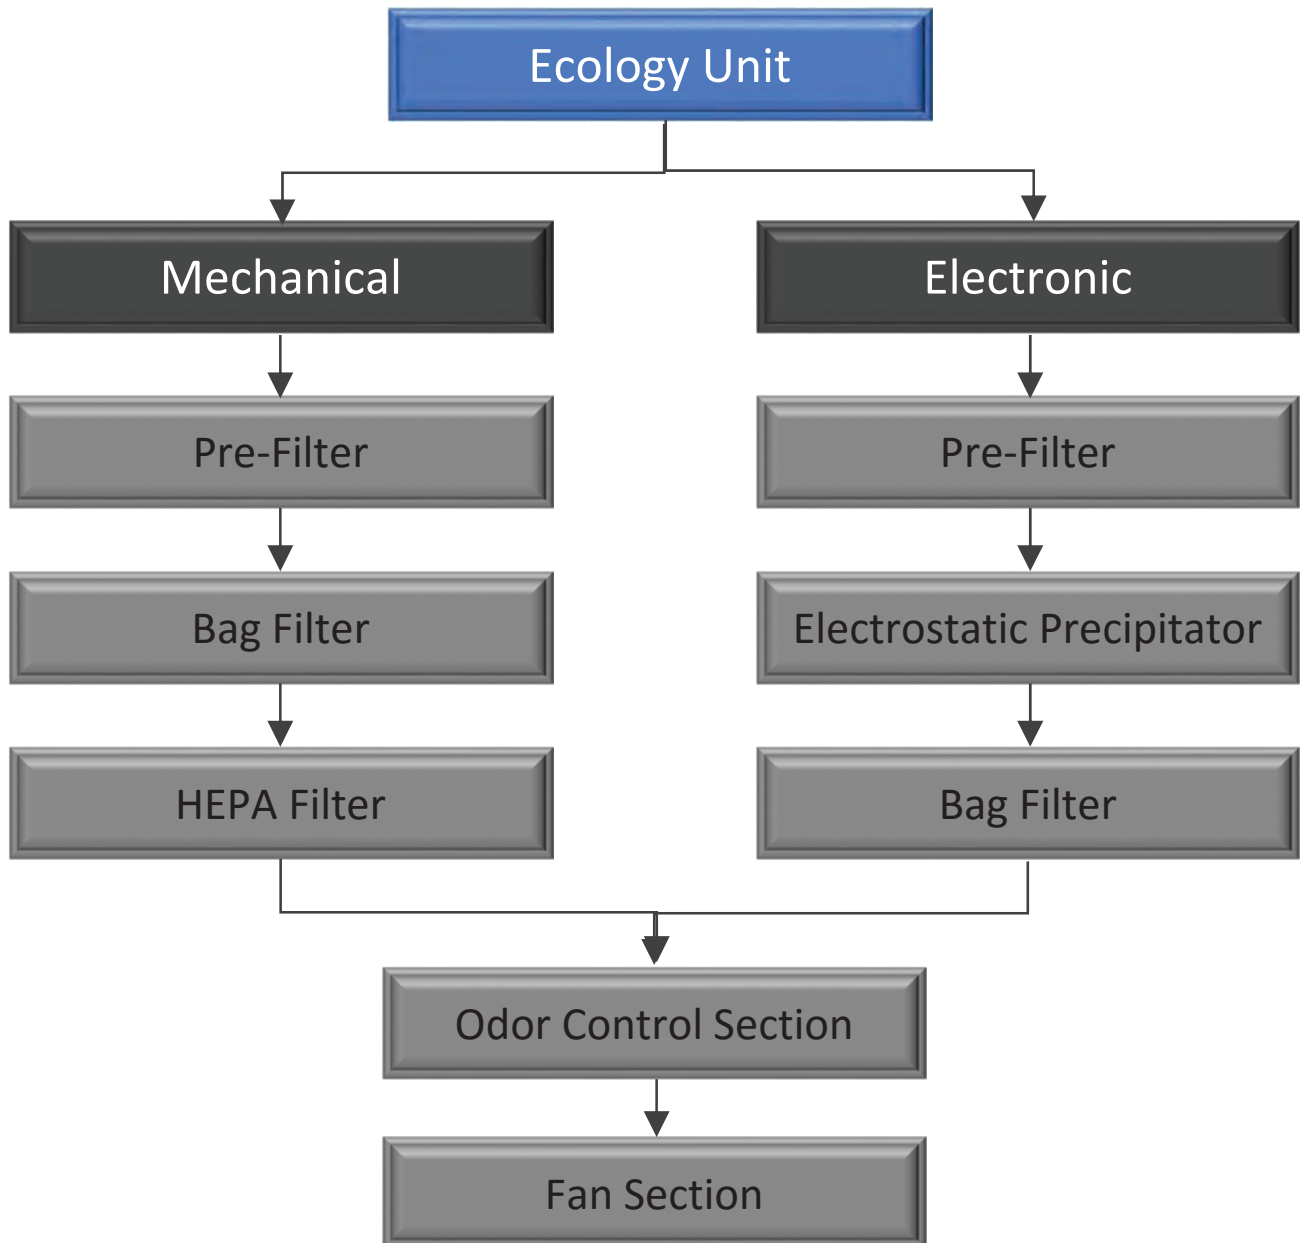 Ecology Unit
Mechanical
Electronic
Pre-Filter
Pre-Filter
Bag Filter
Electrostatic Precipitator
HEPA Filter
Bag Filter
Odor Control Section
Fan Section